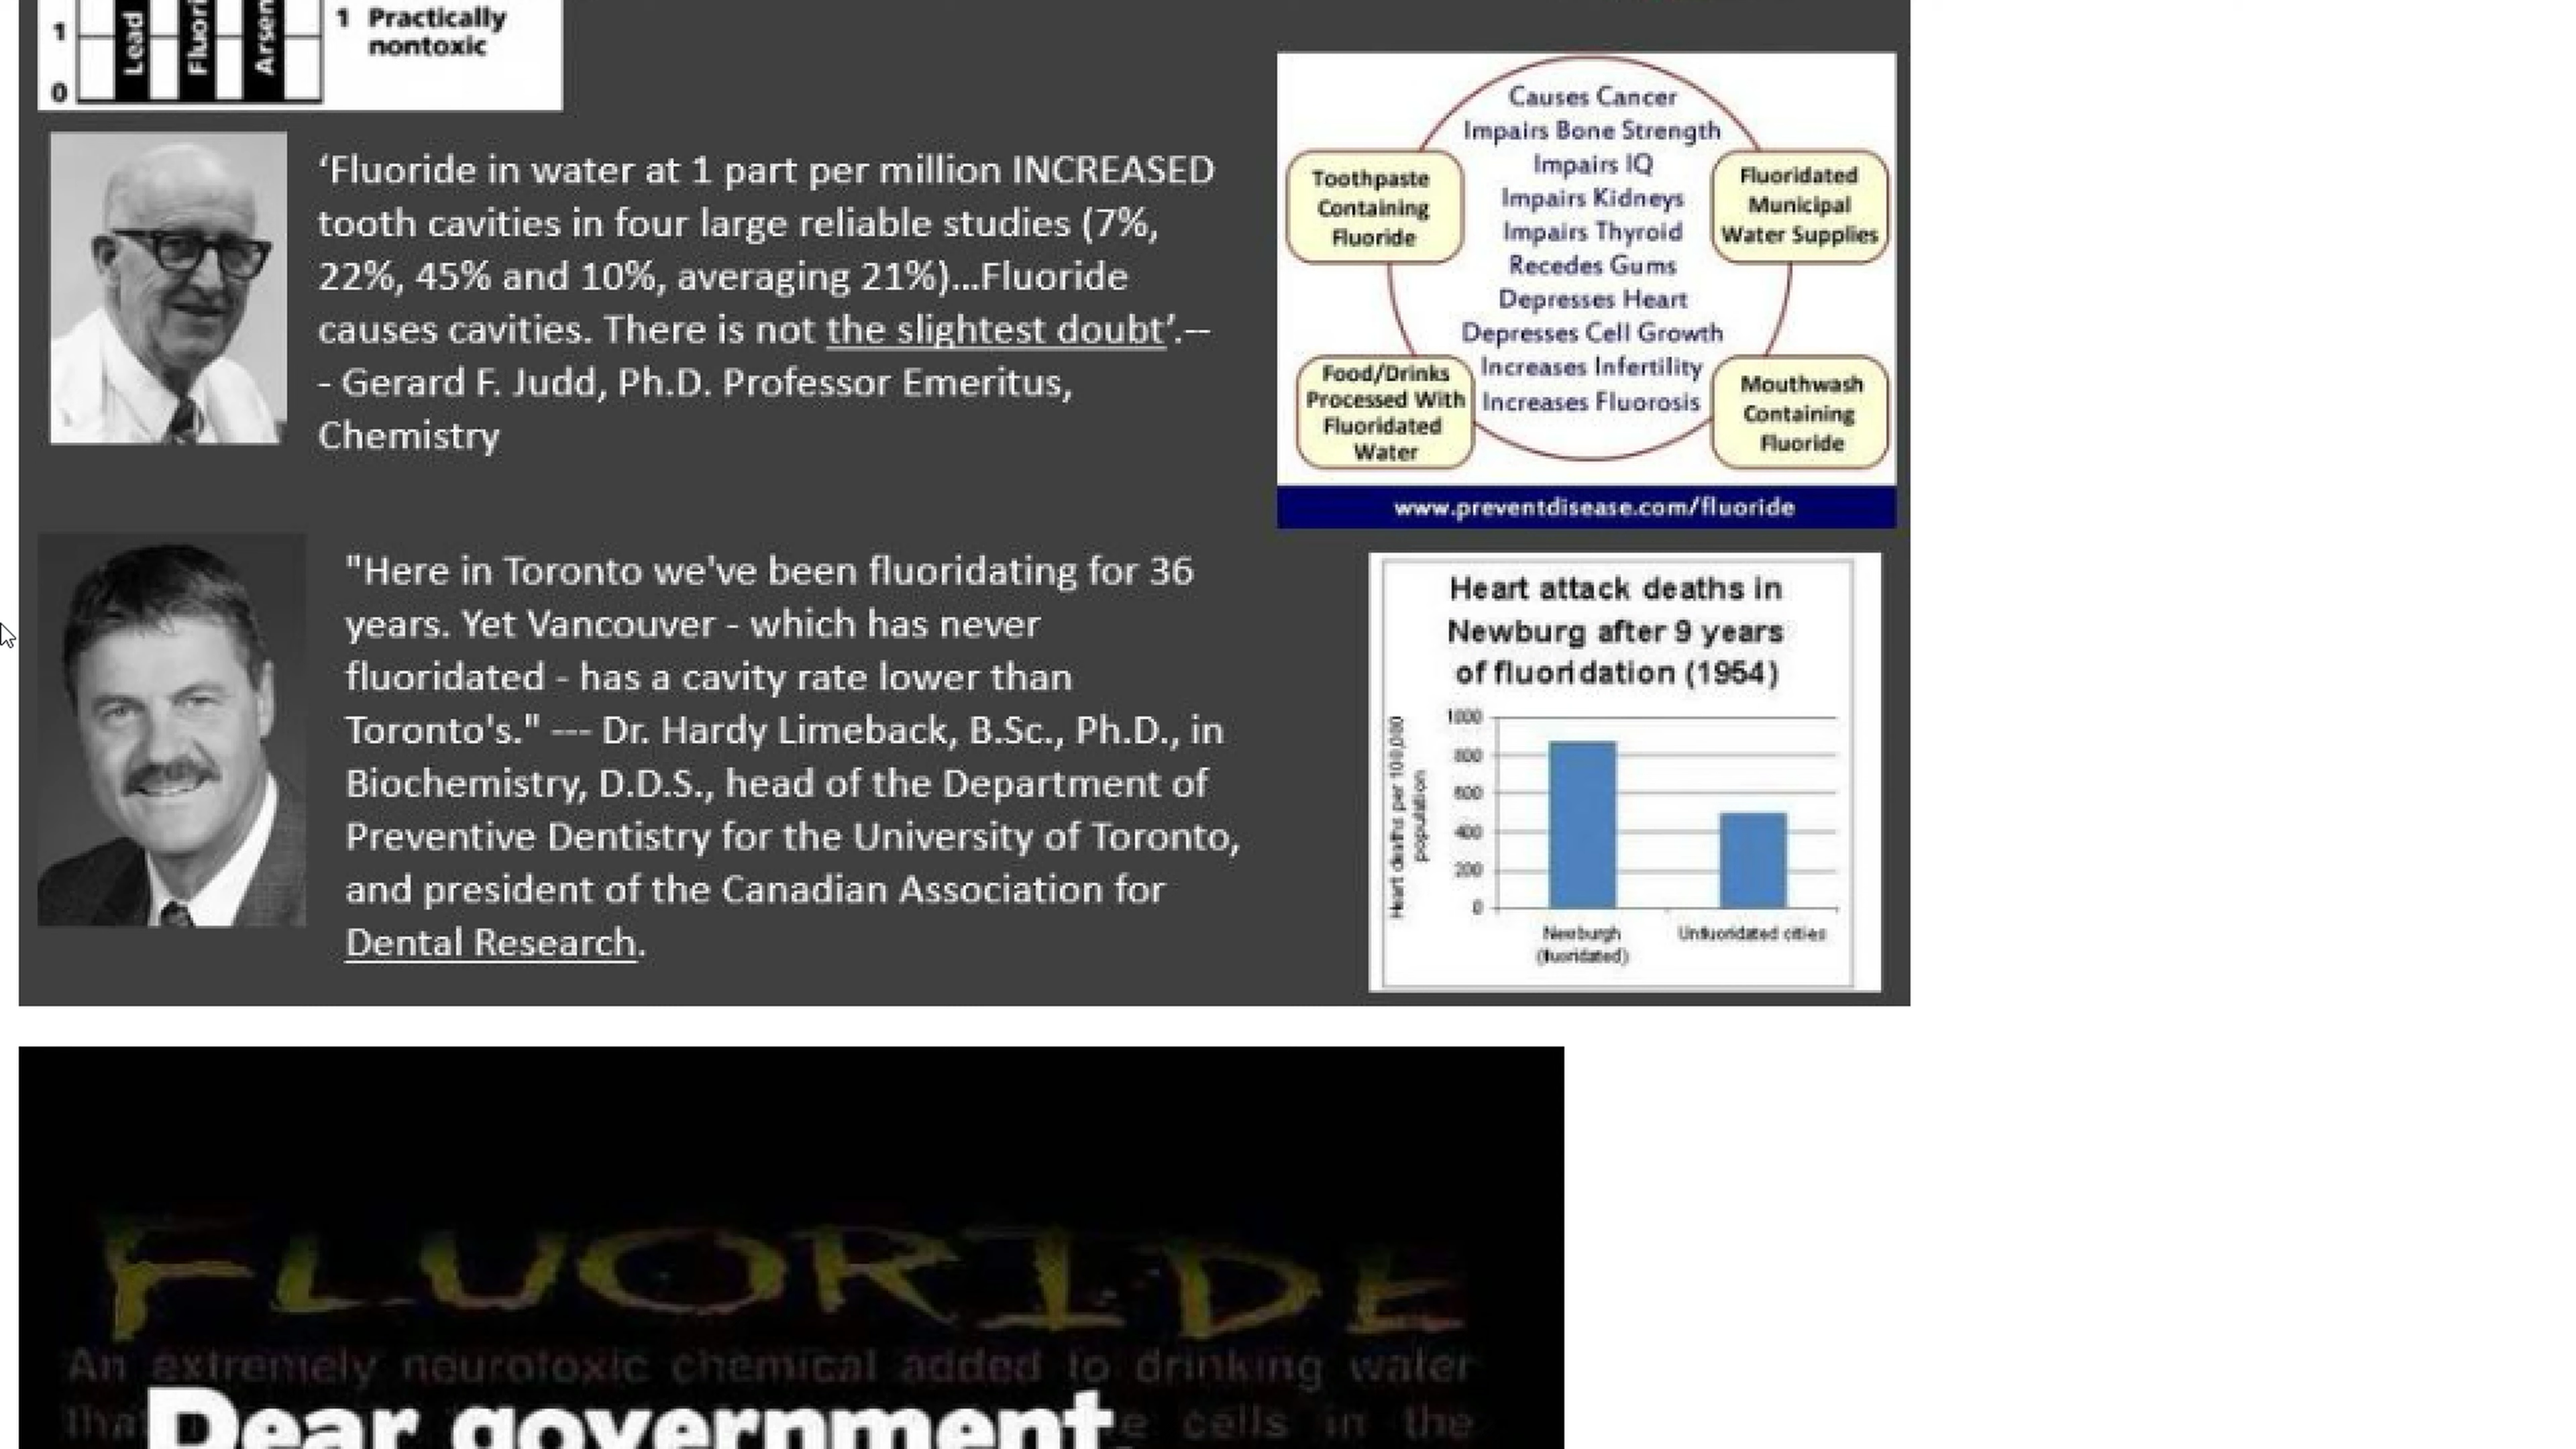 1
0
Lead
Fluori
Arsen
1 Practically
nontoxic
‘Fluoride in water at 1 part per million INCREASED
tooth cavities in four large reliable studies (7%,
22%, 45% and 10%, averaging 21%)...Fluoride
causes cavities. There is not the slightest doubt’.--
- Gerard F. Judd, Ph.D. Professor Emeritus,
Chemistry
Causes Cancer
Impairs Bone Strength
Impairs IQ
Impairs Kidneys
Impairs Thyroid
Recedes Gums
Depresses Heart
Depresses Cell Growth
Increases Infertility
Increases Fluorosis
Toothpaste
Containing
Fluoride
Fluoridated
Municipal
Water Supplies
Food/Drinks
Processed With
Fluoridated
Water
Mouthwash
Containing
Fluoride
www.preventdisease.com/fluoride
"Here in Toronto we've been fluoridating for 36
years. Yet Vancouver - which has never
fluoridated - has a cavity rate lower than
Toronto's." --- Dr. Hardy Limeback, B.Sc., Ph.D., in
Biochemistry, D.D.S., head of the Department of
Preventive Dentistry for the University of Toronto,
and president of the Canadian Association for
Dental Research.
Heart attack deaths in
Newburg after 9 years
of fluoridation (1954)
Heart deaths per 100,000
population
1000
800
600
400
200
0
Newburgh
(fluoridated)
Unfluoridated cities
FLUORIDE
An extremely neurotoxic chemical added to drinking water
tha
e cells in the
Dear government